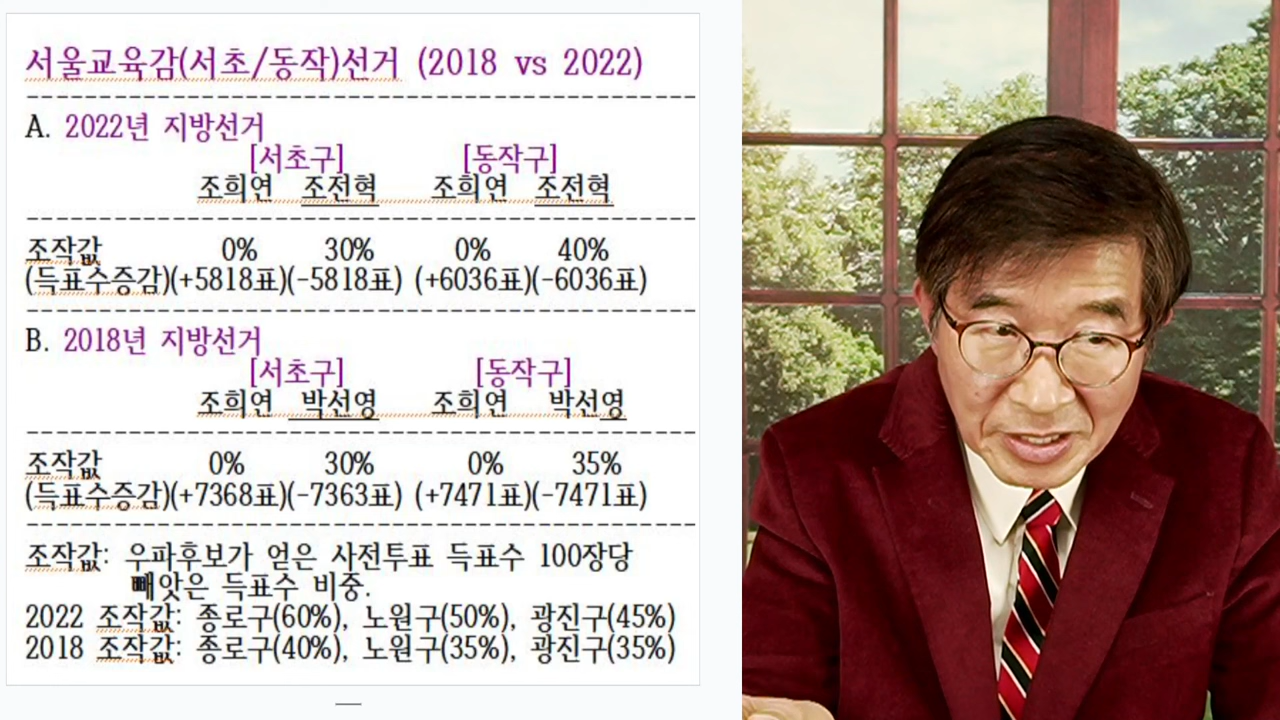 서울교육감(서초/동작)선거 (2018 vs 2022)
A. 2022년 지방선거
[서초구] [동작구]
조희연 조전혁 조희연 조전혁
조작값 0% 30% 0% 40%
(득표수증감)(+5818표)(-5818표) (+6036표)(-6036표)
B. 2018년 지방선거
[서초구] [동작구]
조희연 박선영 조희연 박선영
조작값 0% 30% 0% 35%
(득표수증감)(+7368표)(-7363표) (+7471표)(-7471표)
조작값: 우파후보가 얻은 사전투표 득표수 100장당
빼앗은 득표수 비중.
2022 조작값: 종로구(60%), 노원구(50%), 광진구(45%)
2018 조작값: 종로구(40%), 노원구(35%), 광진구(35%)